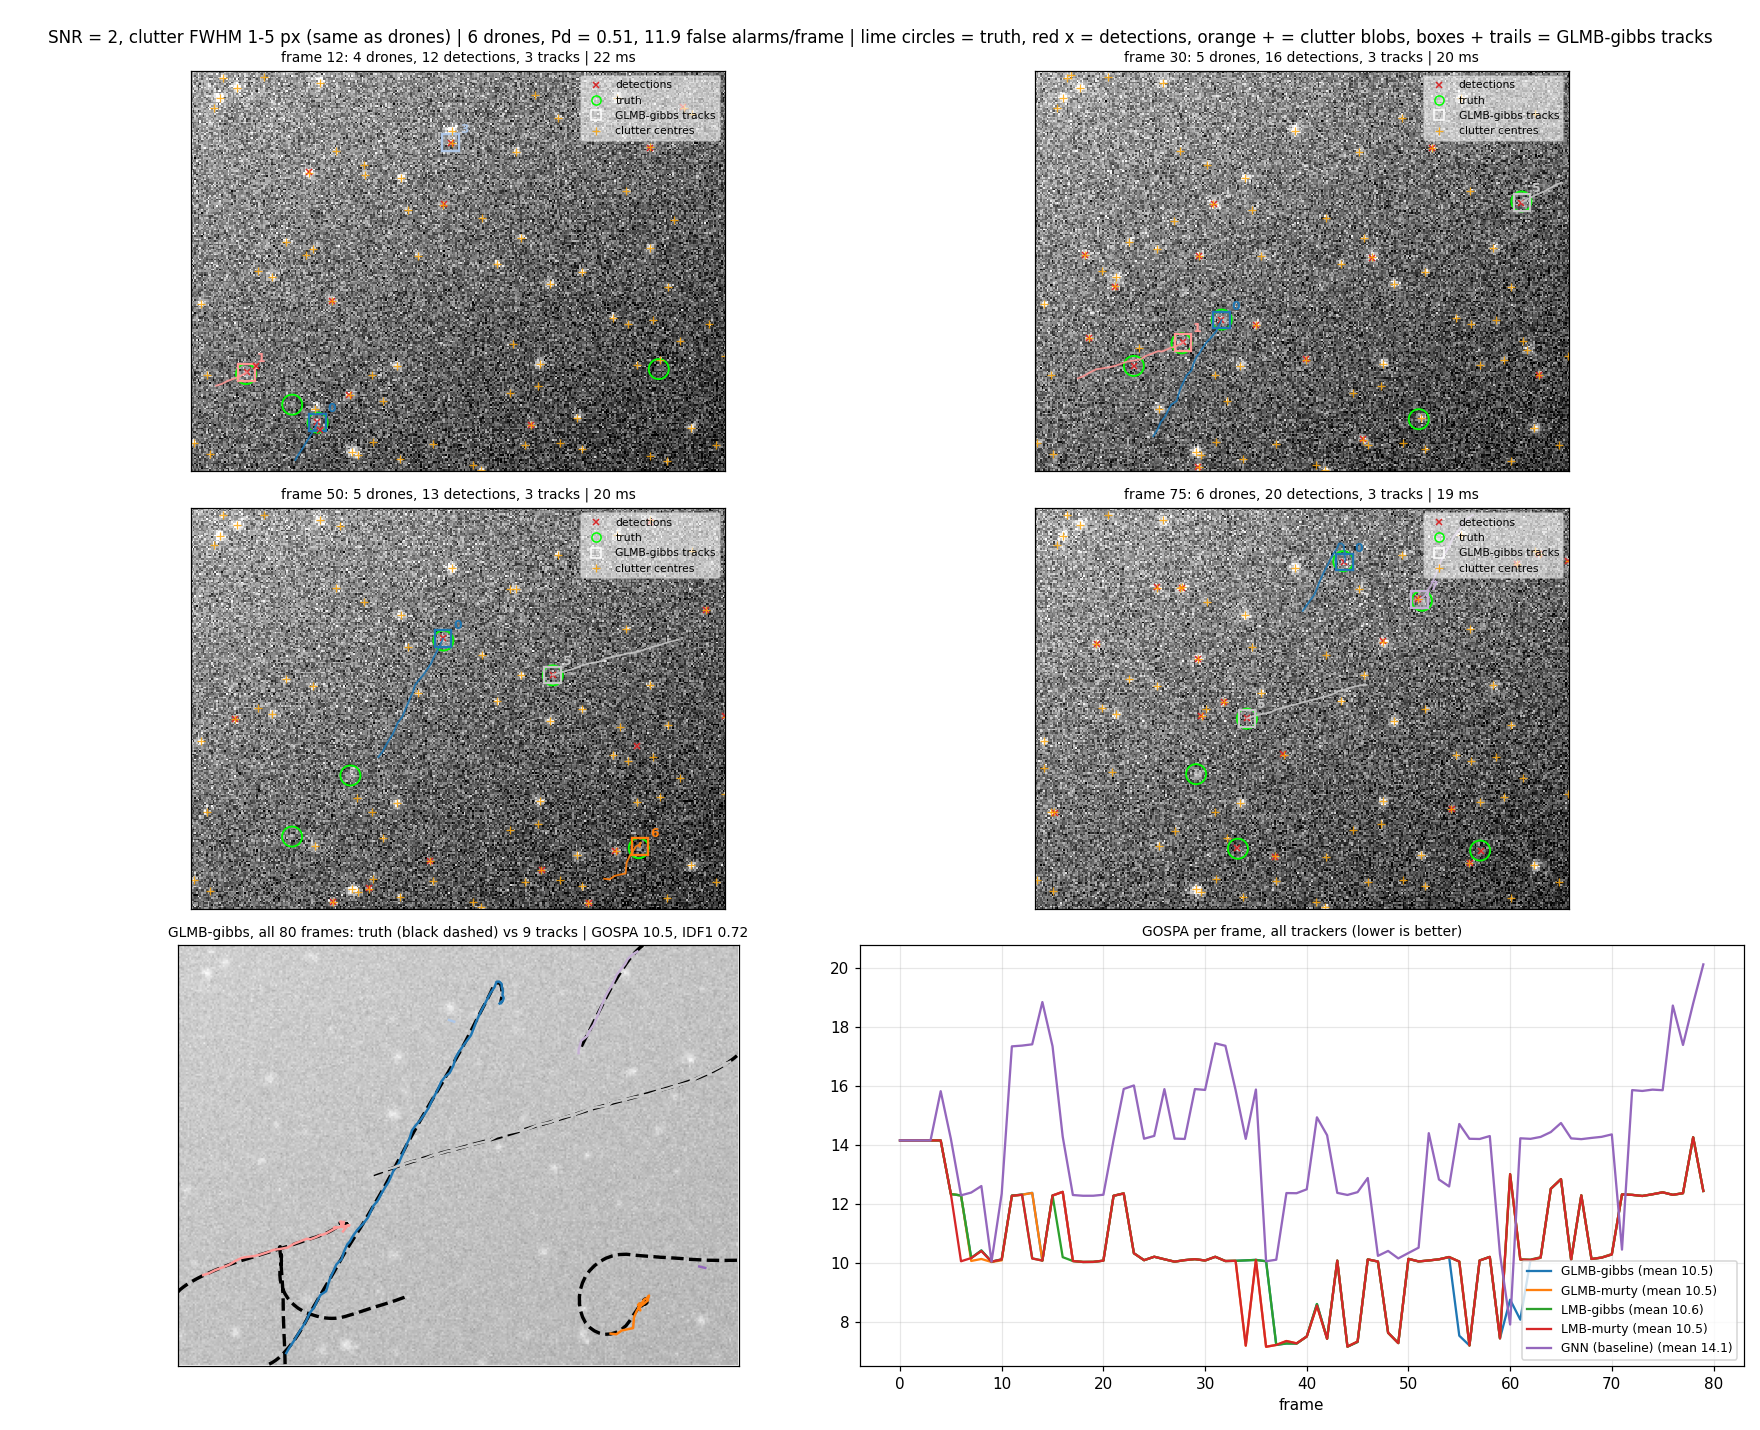 SNR = 2, clutter FWHM 1-5 px (same as drones) | 6 drones, Pd = 0.51, 11.9 false alarms/frame | lime circles = truth, red x = detections, orange + = clutter blobs, boxes + trails = GLMB-gibbs tracks
frame 12: 4 drones, 12 detections, 3 tracks | 22 ms
detections
truth
GLMB-gibbs tracks
clutter centres
1
frame 30: 5 drones, 16 detections, 3 tracks | 20 ms
detections
truth
GLMB-gibbs tracks
clutter centres
1
frame 50: 5 drones, 13 detections, 3 tracks | 20 ms
detections
truth
GLMB-gibbs tracks
clutter centres
6
frame 75: 6 drones, 20 detections, 3 tracks | 19 ms
detections
truth
GLMB-gibbs tracks
clutter centres
GLMB-gibbs, all 80 frames: truth (black dashed) vs 9 tracks | GOSPA 10.5, IDF1 0.72
GOSPA per frame, all trackers (lower is better)
20
18
16
14
12
10
8
GLMB-gibbs (mean 10.5)
GLMB-murty (mean 10.5)
LMB-gibbs (mean 10.6)
LMB-murty (mean 10.5)
GNN (baseline) (mean 14.1)
0 10 20 30 40 50 60 70 80
frame